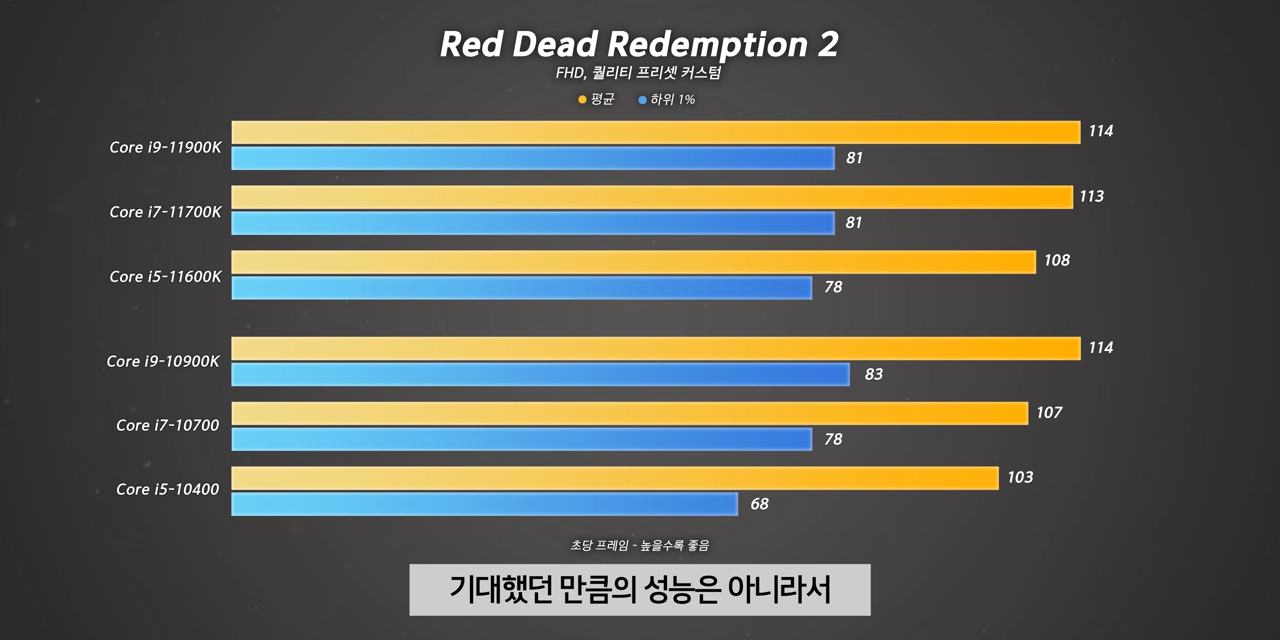 Red Dead Redemption 2
FHD, 퀄리티 프리셋 커스텀
평균 하위 1%
Core i9-11900K 114
81
Core i7-11700K 113
81
Core i5-11600K 108
78
Core i9-10900K 114
83
Core i7-10700 107
78
Core i5-10400 103
68
초당 프레임 - 높을수록 좋음
기대했던 만큼의 성능은 아니라서